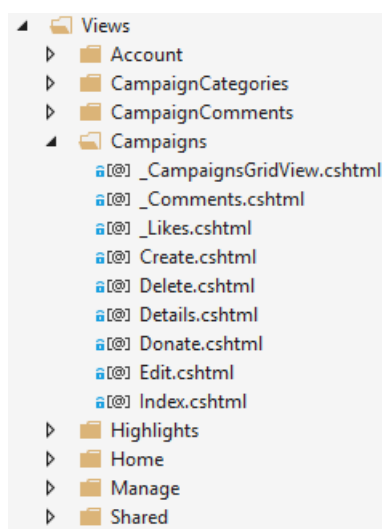 Views
Account
CampaignCategories
CampaignComments
Campaigns
[@] _CampaignsGridView.cshtml
[@] _Comments.cshtml
[@] _Likes.cshtml
[@] Create.cshtml
[@] Delete.cshtml
[@] Details.cshtml
[@] Donate.cshtml
[@] Edit.cshtml
[@] Index.cshtml
Highlights
Home
Manage
Shared